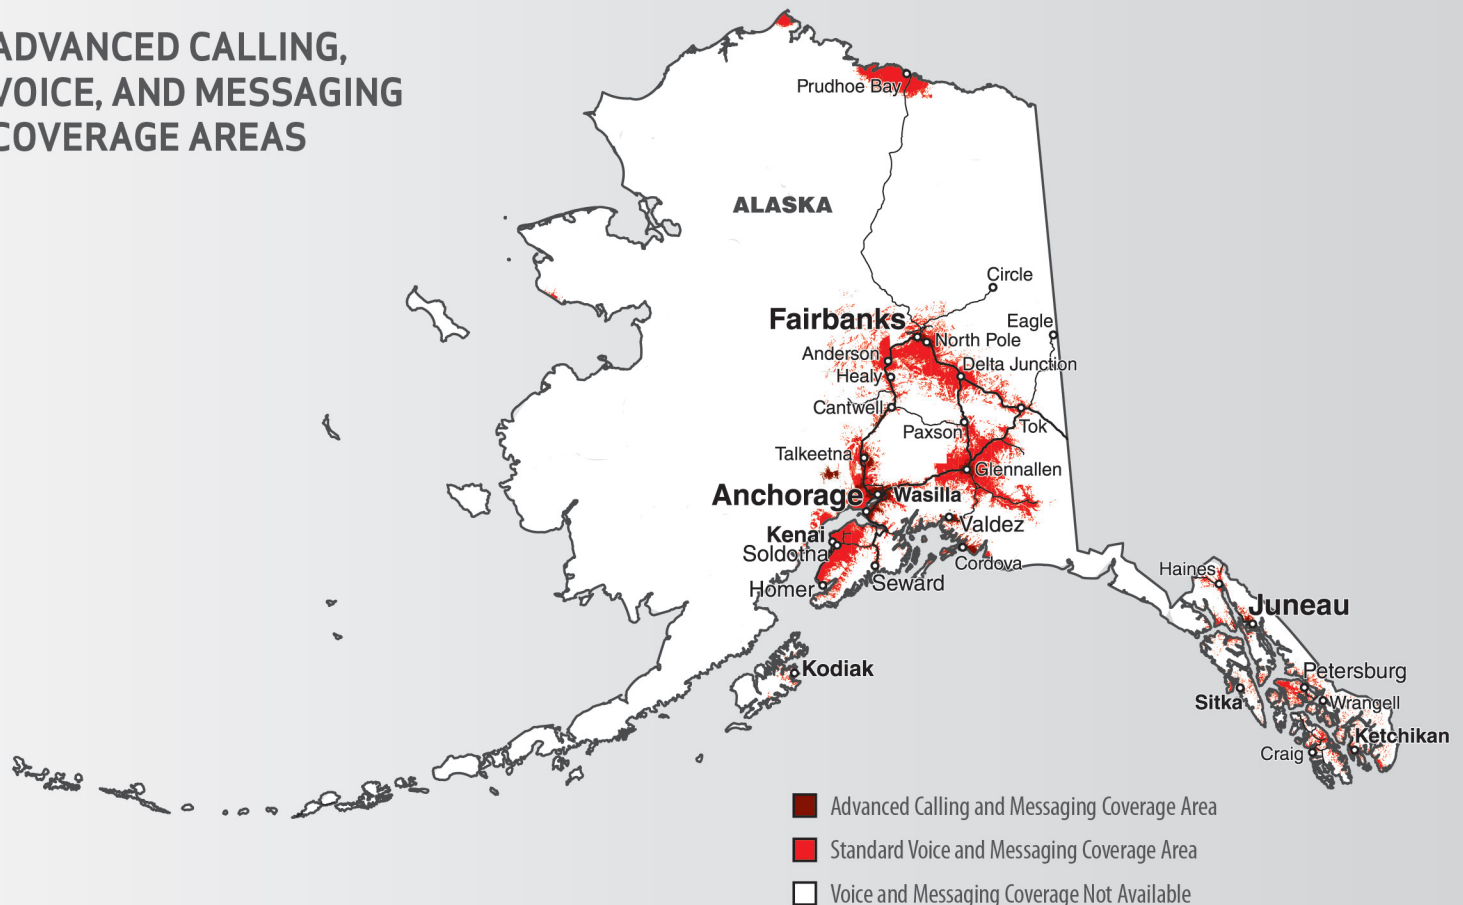 ADVANCED CALLING,
VOICE, AND MESSAGING
COVERAGE AREAS
Prudhoe Bay
ALASKA
Circle
Fairbanks
Eagle
North Pole
Anderson
Delta Junction
Healy
Cantwell
Paxson
Tok
Talkeetna
Glennallen
Anchorage
Wasilla
Valdez
Kenai
Soldotna
Cordova
Homer
Seward
Haines
Juneau
Kodiak
Petersburg
Sitka
Wrangell
Ketchikan
Craig
Advanced Calling and Messaging Coverage Area
Standard Voice and Messaging Coverage Area
Voice and Messaging Coverage Not Available